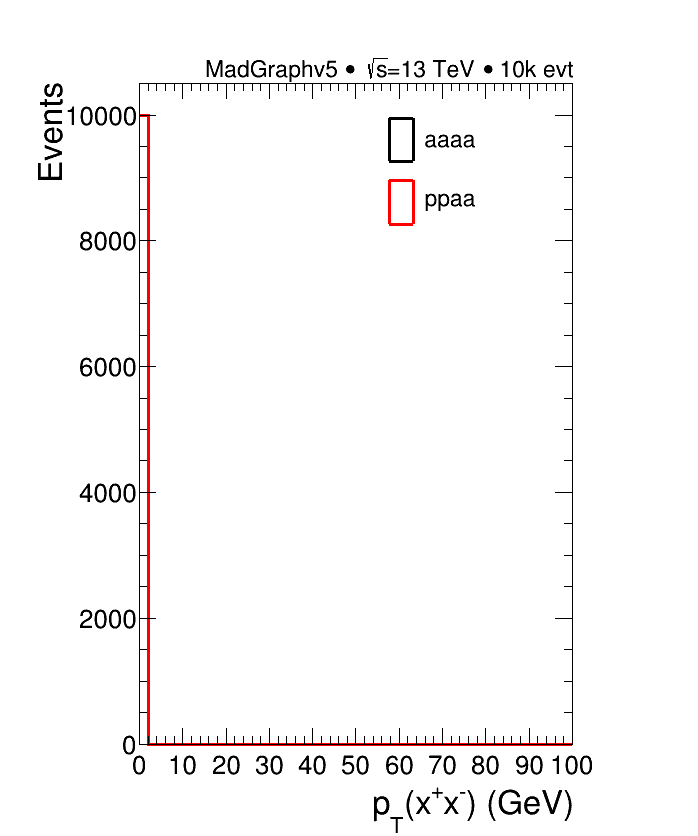 MadGraphv5 • √s=13 TeV • 10k evt
Events
10000
8000
6000
4000
2000
0
aaaa
ppaa
0 10 20 30 40 50 60 70 80 90 100
p_T(x⁺x⁻) (GeV)